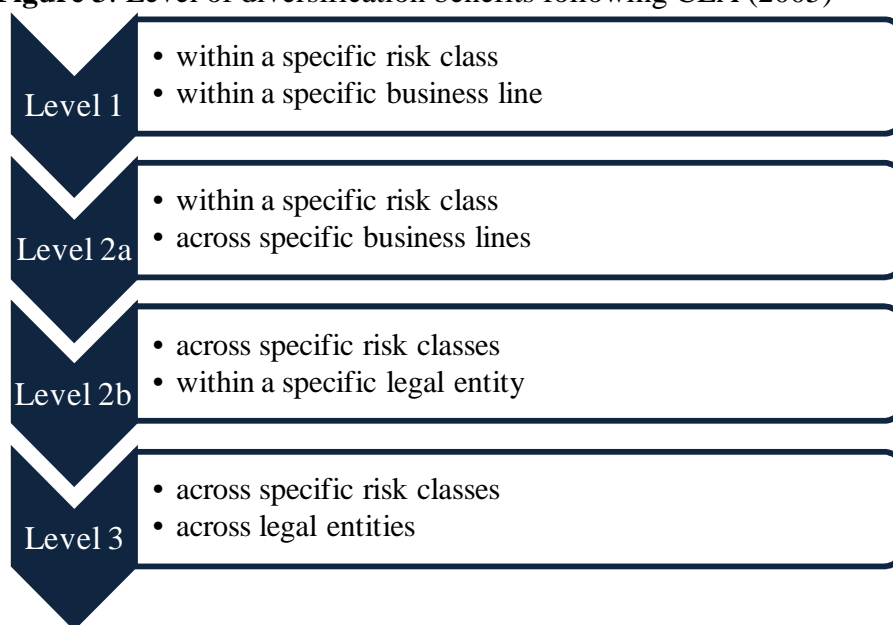 Figure 3: Level of diversification benefits following CEA (2005)
Level 1
• within a specific risk class
• within a specific business line
Level 2a
• within a specific risk class
• across specific business lines
Level 2b
• across specific risk classes
• within a specific legal entity
Level 3
• across specific risk classes
• across legal entities